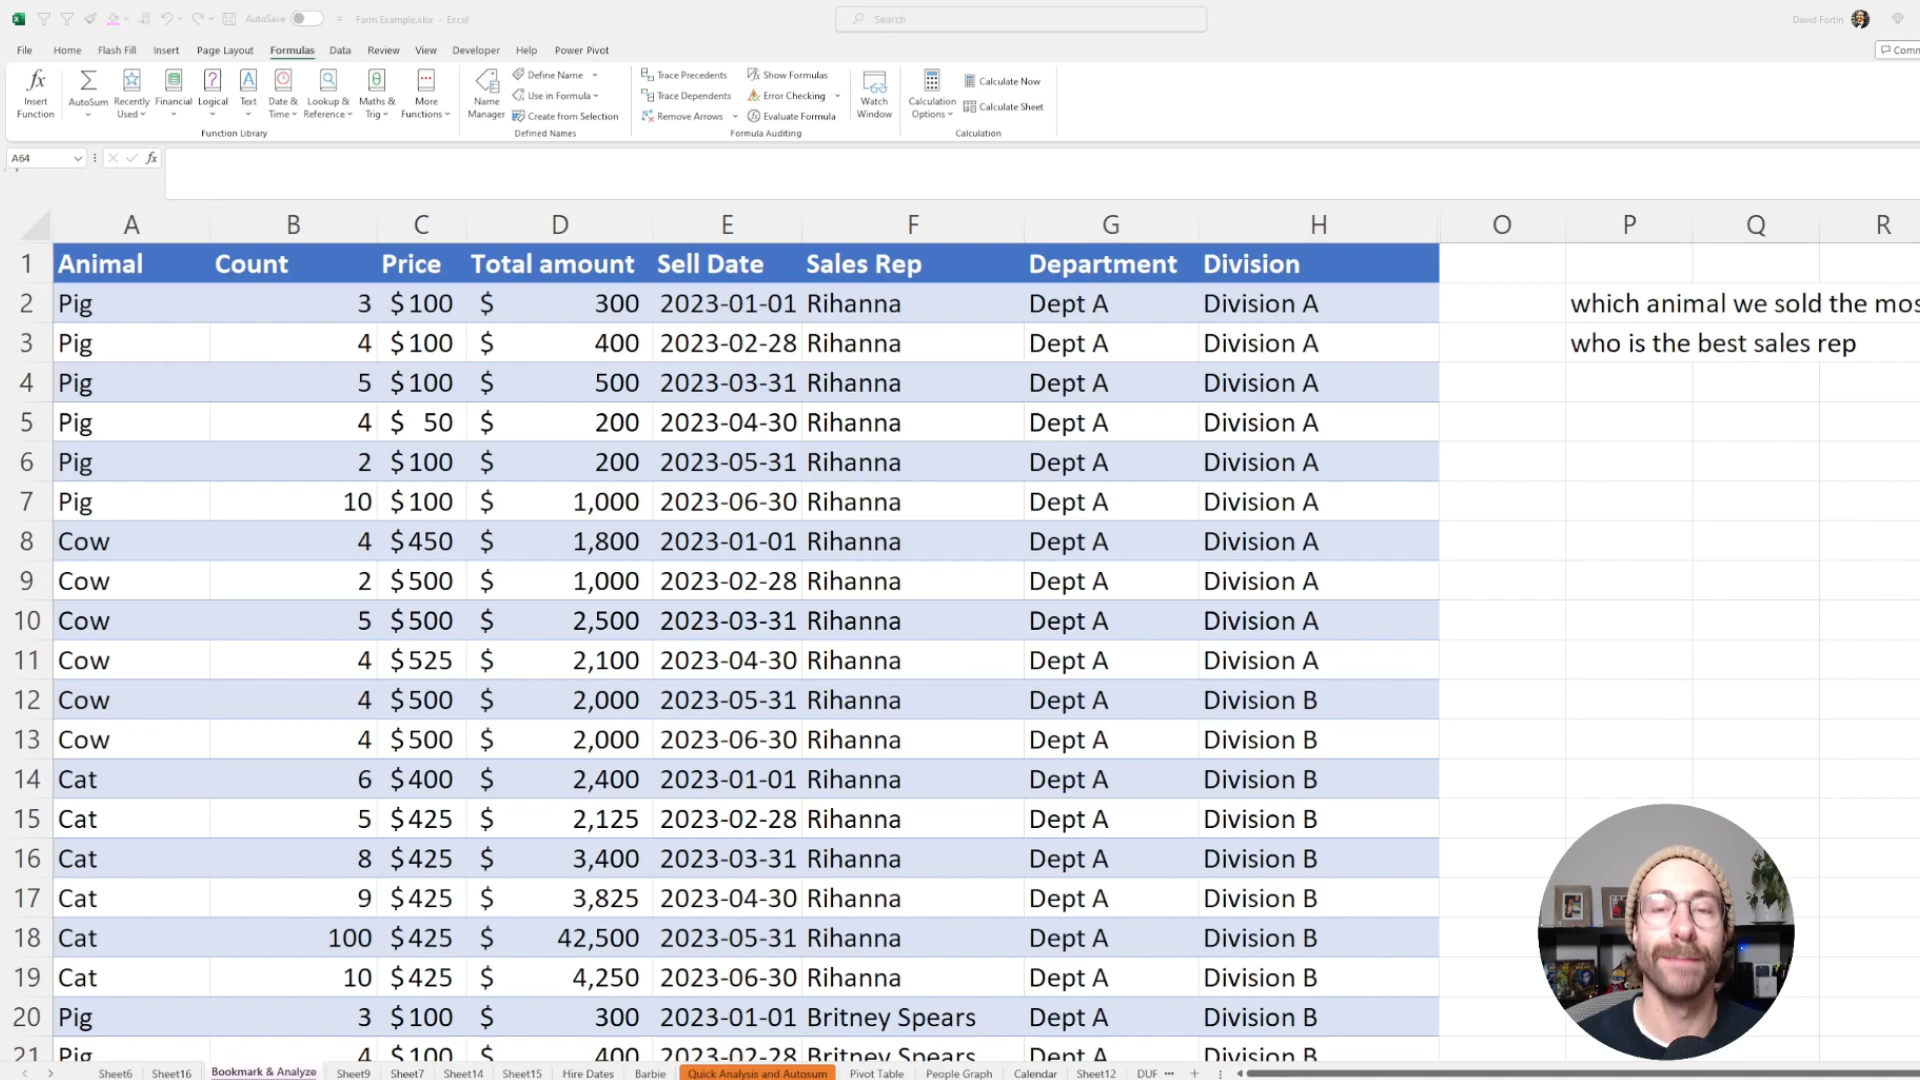 AutoSave
Farm Example.xlsx - Excel
Search
David Fortin
File Home Flash Fill Insert Page Layout Formulas Data Review View Developer Help Power Pivot
Insert Function
AutoSum
Recently Used
Financial
Logical
Text
Date & Time
Lookup & Reference
Maths & Trig
More Functions
Function Library
Name Manager
Define Name
Use in Formula
Create from Selection
Defined Names
Trace Precedents
Trace Dependents
Remove Arrows
Show Formulas
Error Checking
Evaluate Formula
Formula Auditing
Watch Window
Calculation Options
Calculate Now
Calculate Sheet
Calculation
A64
fx
A B C D E F G H O P Q R
1 Animal Count Price Total amount Sell Date Sales Rep Department Division
2 Pig 3 $100 $ 300 2023-01-01 Rihanna Dept A Division A which animal we sold the mos
3 Pig 4 $100 $ 400 2023-02-28 Rihanna Dept A Division A who is the best sales rep
4 Pig 5 $100 $ 500 2023-03-31 Rihanna Dept A Division A
5 Pig 4 $ 50 $ 200 2023-04-30 Rihanna Dept A Division A
6 Pig 2 $100 $ 200 2023-05-31 Rihanna Dept A Division A
7 Pig 10 $100 $ 1,000 2023-06-30 Rihanna Dept A Division A
8 Cow 4 $450 $ 1,800 2023-01-01 Rihanna Dept A Division A
9 Cow 2 $500 $ 1,000 2023-02-28 Rihanna Dept A Division A
10 Cow 5 $500 $ 2,500 2023-03-31 Rihanna Dept A Division A
11 Cow 4 $525 $ 2,100 2023-04-30 Rihanna Dept A Division A
12 Cow 4 $500 $ 2,000 2023-05-31 Rihanna Dept A Division B
13 Cow 4 $500 $ 2,000 2023-06-30 Rihanna Dept A Division B
14 Cat 6 $400 $ 2,400 2023-01-01 Rihanna Dept A Division B
15 Cat 5 $425 $ 2,125 2023-02-28 Rihanna Dept A Division B
16 Cat 8 $425 $ 3,400 2023-03-31 Rihanna Dept A Division B
17 Cat 9 $425 $ 3,825 2023-04-30 Rihanna Dept A Division B
18 Cat 100 $425 $ 42,500 2023-05-31 Rihanna Dept A Division B
19 Cat 10 $425 $ 4,250 2023-06-30 Rihanna Dept A Division B
20 Pig 3 $100 $ 300 2023-01-01 Britney Spears Dept A Division B
21 Pig 4 $100 $ 400 2023-02-28 Britney Spears Dept A Division B
Sheet6 Sheet16 Bookmark & Analyze Sheet9 Sheet7 Sheet14 Sheet15 Hire Dates Barbie Quick Analysis and Autosum Pivot Table People Graph Calendar Sheet12 DUF ...